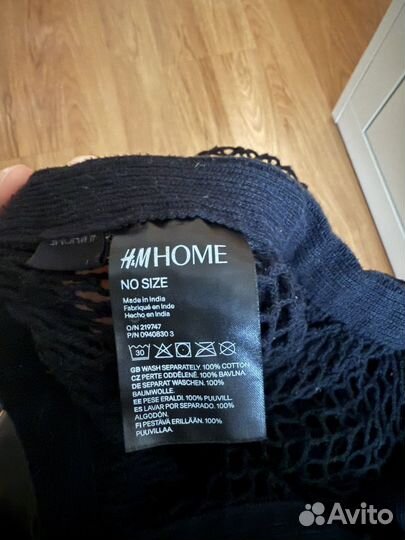 H&M HOME
NO SIZE
Made in India
Fabriqué en Inde
Hecho en India
O/N 219747
P/N 0940830 3
30
GB WASH SEPARATELY 100% COTTON
CZ PERTE ODDĚLENĚ. 100% BAVLNA
DE SEPARAT WASCHEN. 100%
BAUMWOLLE.
EE PESE ERALDI. 100% PUUVILL.
ES LAVAR POR SEPARADO. 100%
ALGODÓN.
FI PESTÄVÄ ERILLÄÄN. 100%
PUUVILLAA.
Avito